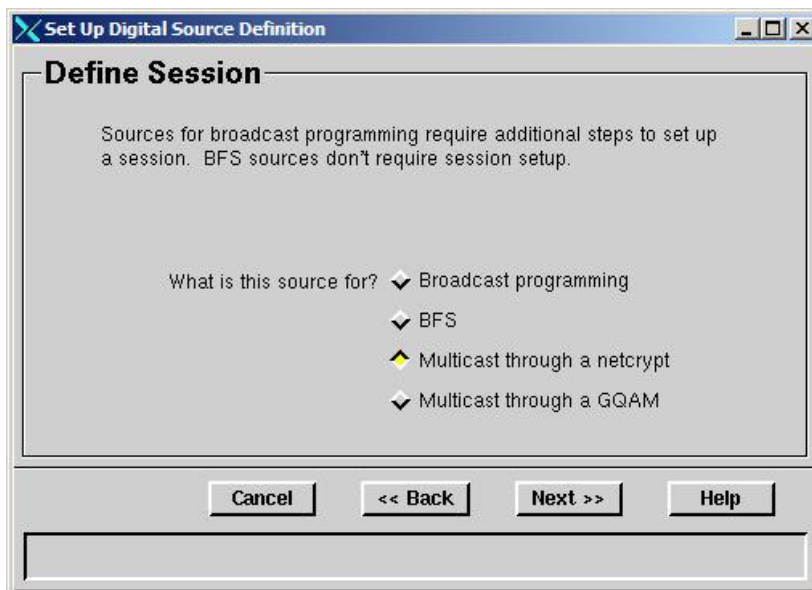 Set Up Digital Source Definition
Define Session
Sources for broadcast programming require additional steps to set up
a session. BFS sources don't require session setup.
What is this source for? Broadcast programming
BFS
Multicast through a netcrypt
Multicast through a GQAM
Cancel << Back Next >> Help